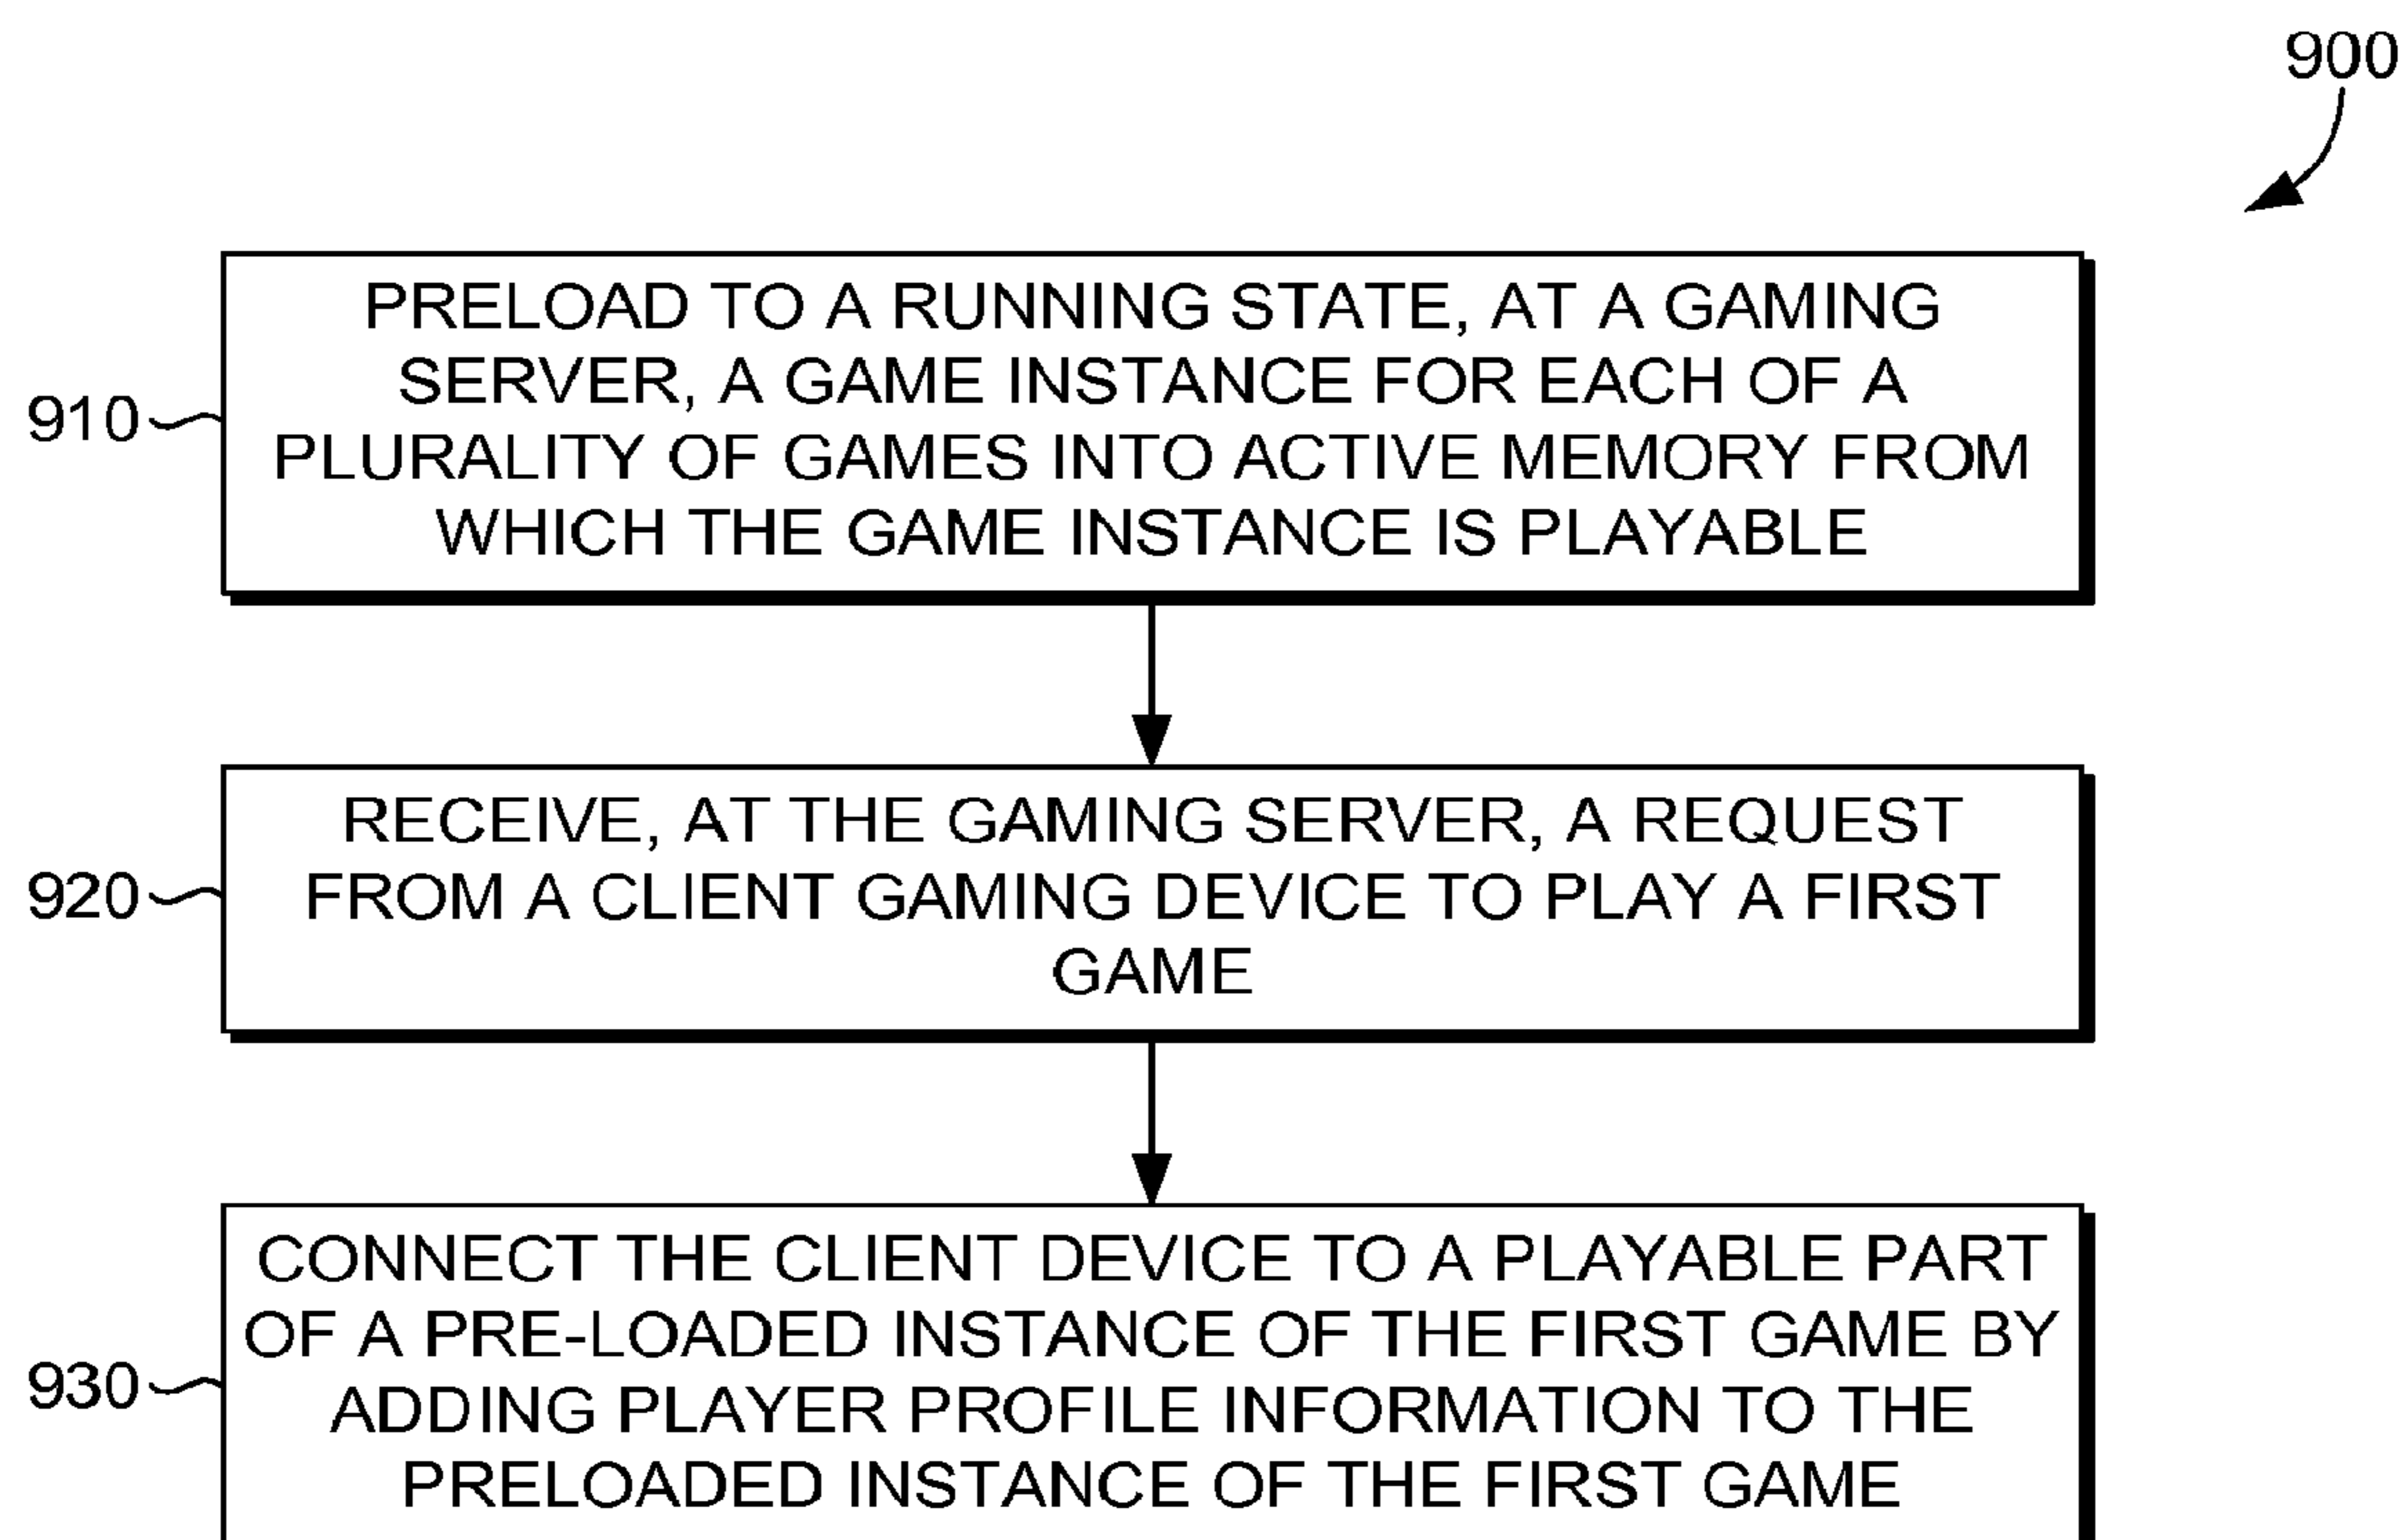 900
910
PRELOAD TO A RUNNING STATE, AT A GAMING
SERVER, A GAME INSTANCE FOR EACH OF A
PLURALITY OF GAMES INTO ACTIVE MEMORY FROM
WHICH THE GAME INSTANCE IS PLAYABLE
920
RECEIVE, AT THE GAMING SERVER, A REQUEST
FROM A CLIENT GAMING DEVICE TO PLAY A FIRST
GAME
930
CONNECT THE CLIENT DEVICE TO A PLAYABLE PART
OF A PRE-LOADED INSTANCE OF THE FIRST GAME BY
ADDING PLAYER PROFILE INFORMATION TO THE
PRELOADED INSTANCE OF THE FIRST GAME